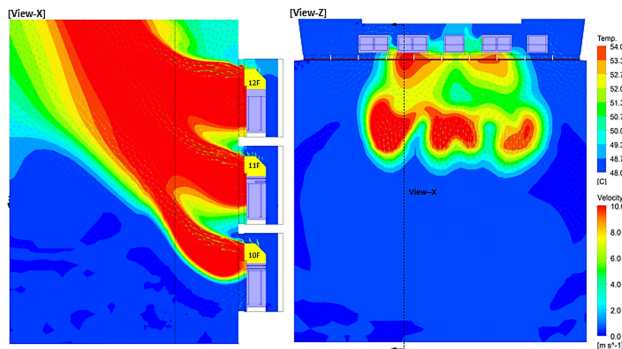 [View-X]
12F
11F
10F
[View-Z]
View–X
Temp.
54.0
53.3
52.7
52.0
51.3
50.7
50.0
49.3
48.7
48.0
[C]
Velocity
10.0
8.0
6.0
4.0
2.0
0.0
[m s^-1]